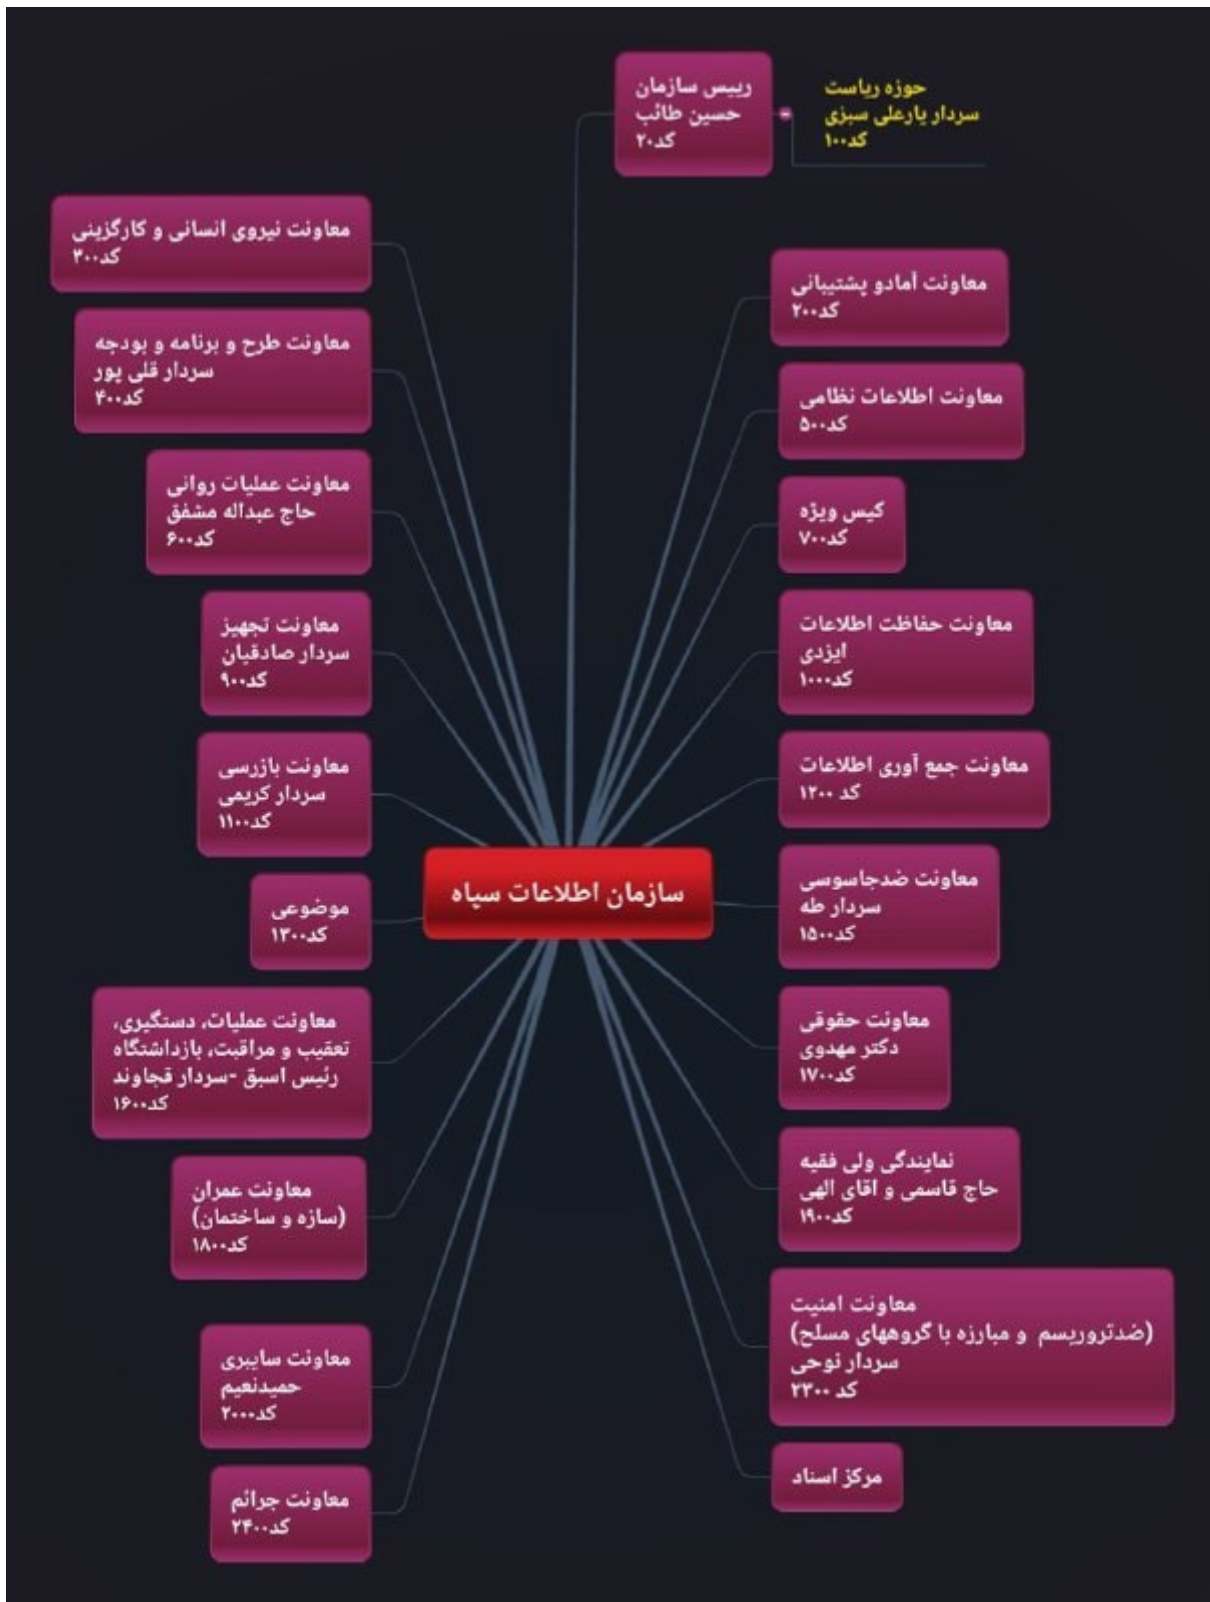 رییس سازمان
حسین طائب
کد۲۰
حوزه ریاست
سردار یارعلی سبزی
کد۱۰۰
معاونت آمادو پشتیبانی
کد۲۰۰
معاونت اطلاعات نظامی
کد۵۰۰
کیس ویژه
کد۷۰۰
معاونت حفاظت اطلاعات
ایزدی
کد۱۰۰۰
معاونت جمع آوری اطلاعات
کد ۱۲۰۰
معاونت ضدجاسوسی
سردار طه
کد۱۵۰۰
معاونت حقوقی
دکتر مهدوی
کد۱۷۰۰
نمایندگی ولی فقیه
حاج قاسمی و اقای الهی
کد۱۹۰۰
معاونت امنیت
(ضدتروریسم و مبارزه با گروههای مسلح)
سردار نوحی
کد ۲۳۰۰
مرکز اسناد
سازمان اطلاعات سپاه
معاونت نیروی انسانی و کارگزینی
کد۳۰۰
معاونت طرح و برنامه و بودجه
سردار قلی پور
کد۴۰۰
معاونت عملیات روانی
حاج عبداله مشفق
کد۶۰۰
معاونت تجهیز
سردار صادقیان
کد۹۰۰
معاونت بازرسی
سردار کریمی
کد۱۱۰۰
موضوعی
کد۱۳۰۰
معاونت عملیات، دستگیری،
تعقیب و مراقبت، بازداشتگاه
رئیس اسبق -سردار قجاوند
کد۱۶۰۰
معاونت عمران
(سازه و ساختمان)
کد۱۸۰۰
معاونت سایبری
حمیدنعیم
کد۲۰۰۰
معاونت جرائم
کد۲۴۰۰